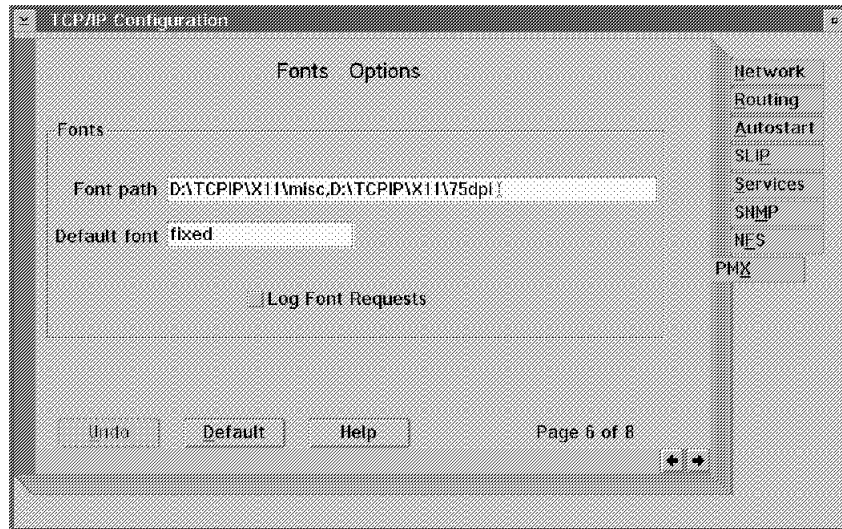 TCP/IP Configuration
Fonts Options
Fonts
Font path D:\TCPIP\X11\misc,D:\TCPIP\X11\75dpi
Default font fixed
Log Font Requests
Undo Default Help Page 6 of 8
Network
Routing
Autostart
SLIP
Services
SNMP
NFS
PMX